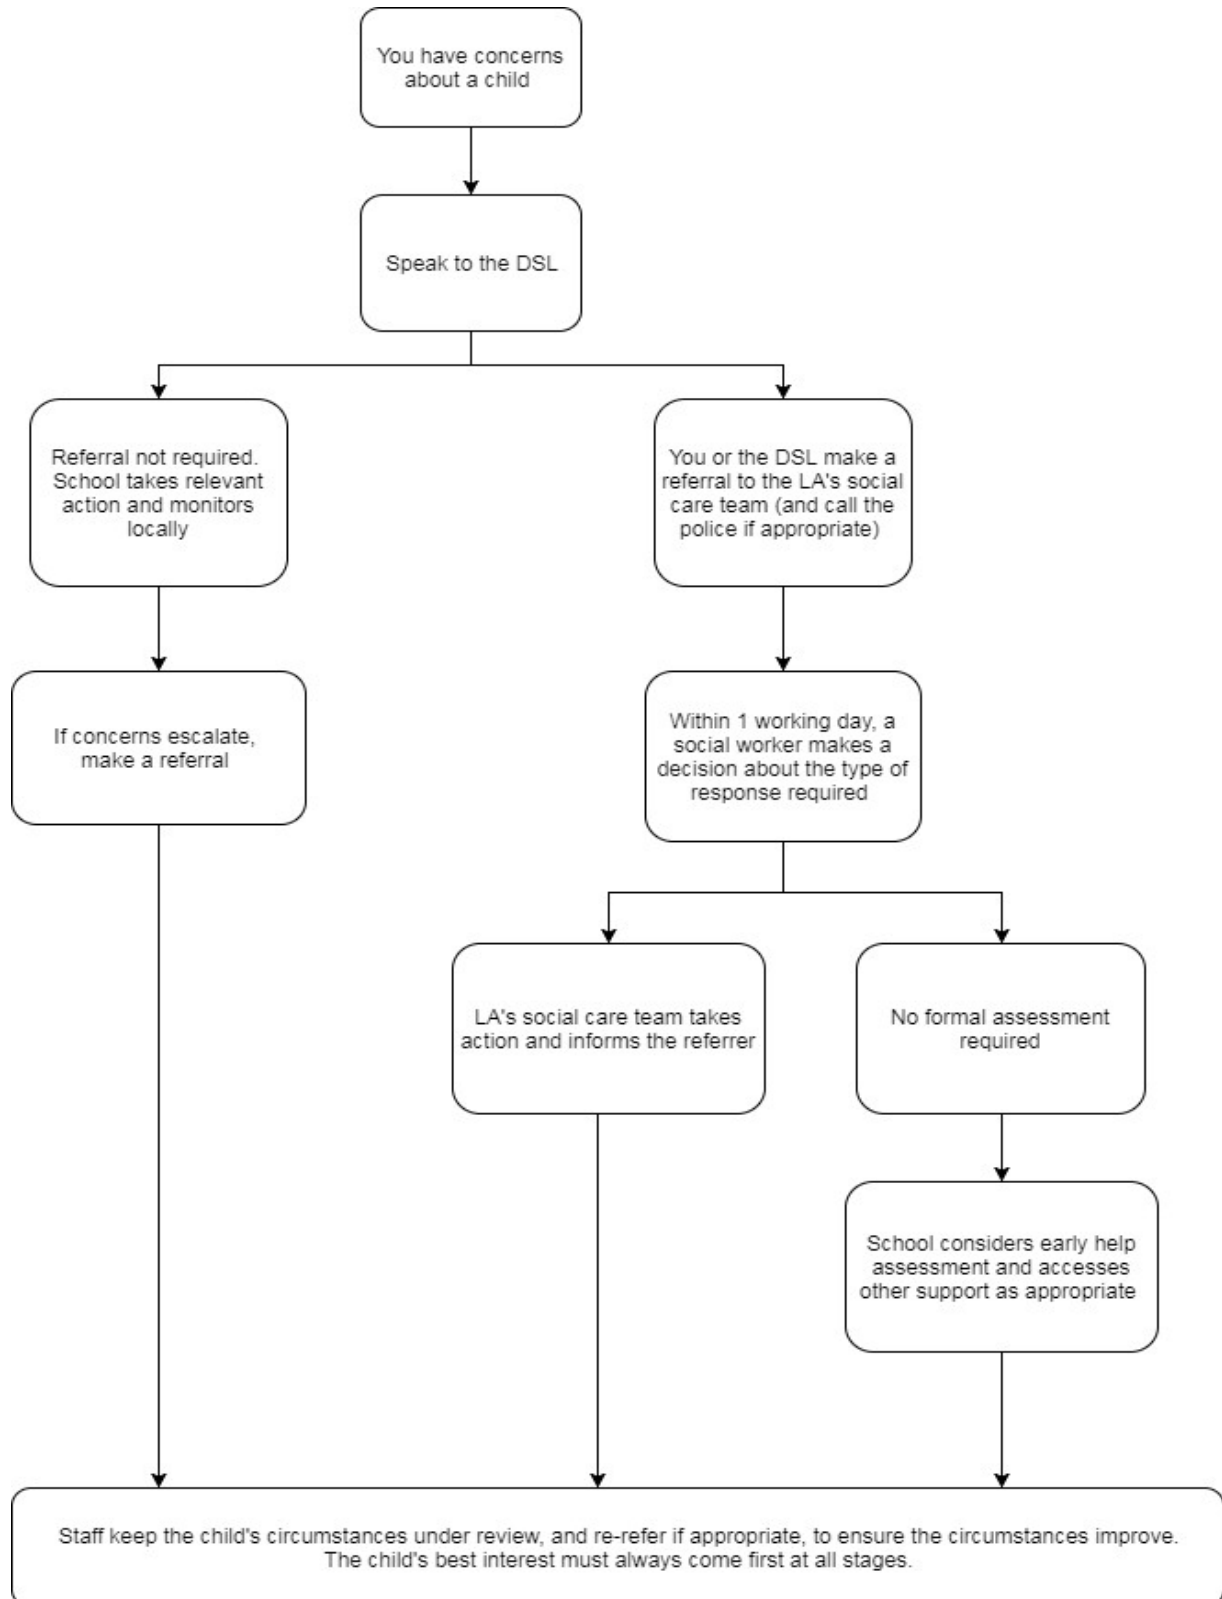 You have concerns
about a child
Speak to the DSL
Referral not required.
School takes relevant
action and monitors
locally
You or the DSL make a
referral to the LA's social
care team (and call the
police if appropriate)
If concerns escalate,
make a referral
Within 1 working day, a
social worker makes a
decision about the type of
response required
LA's social care team takes
action and informs the referrer
No formal assessment
required
School considers early help
assessment and accesses
other support as appropriate
Staff keep the child's circumstances under review, and re-refer if appropriate, to ensure the circumstances improve.
The child's best interest must always come first at all stages.